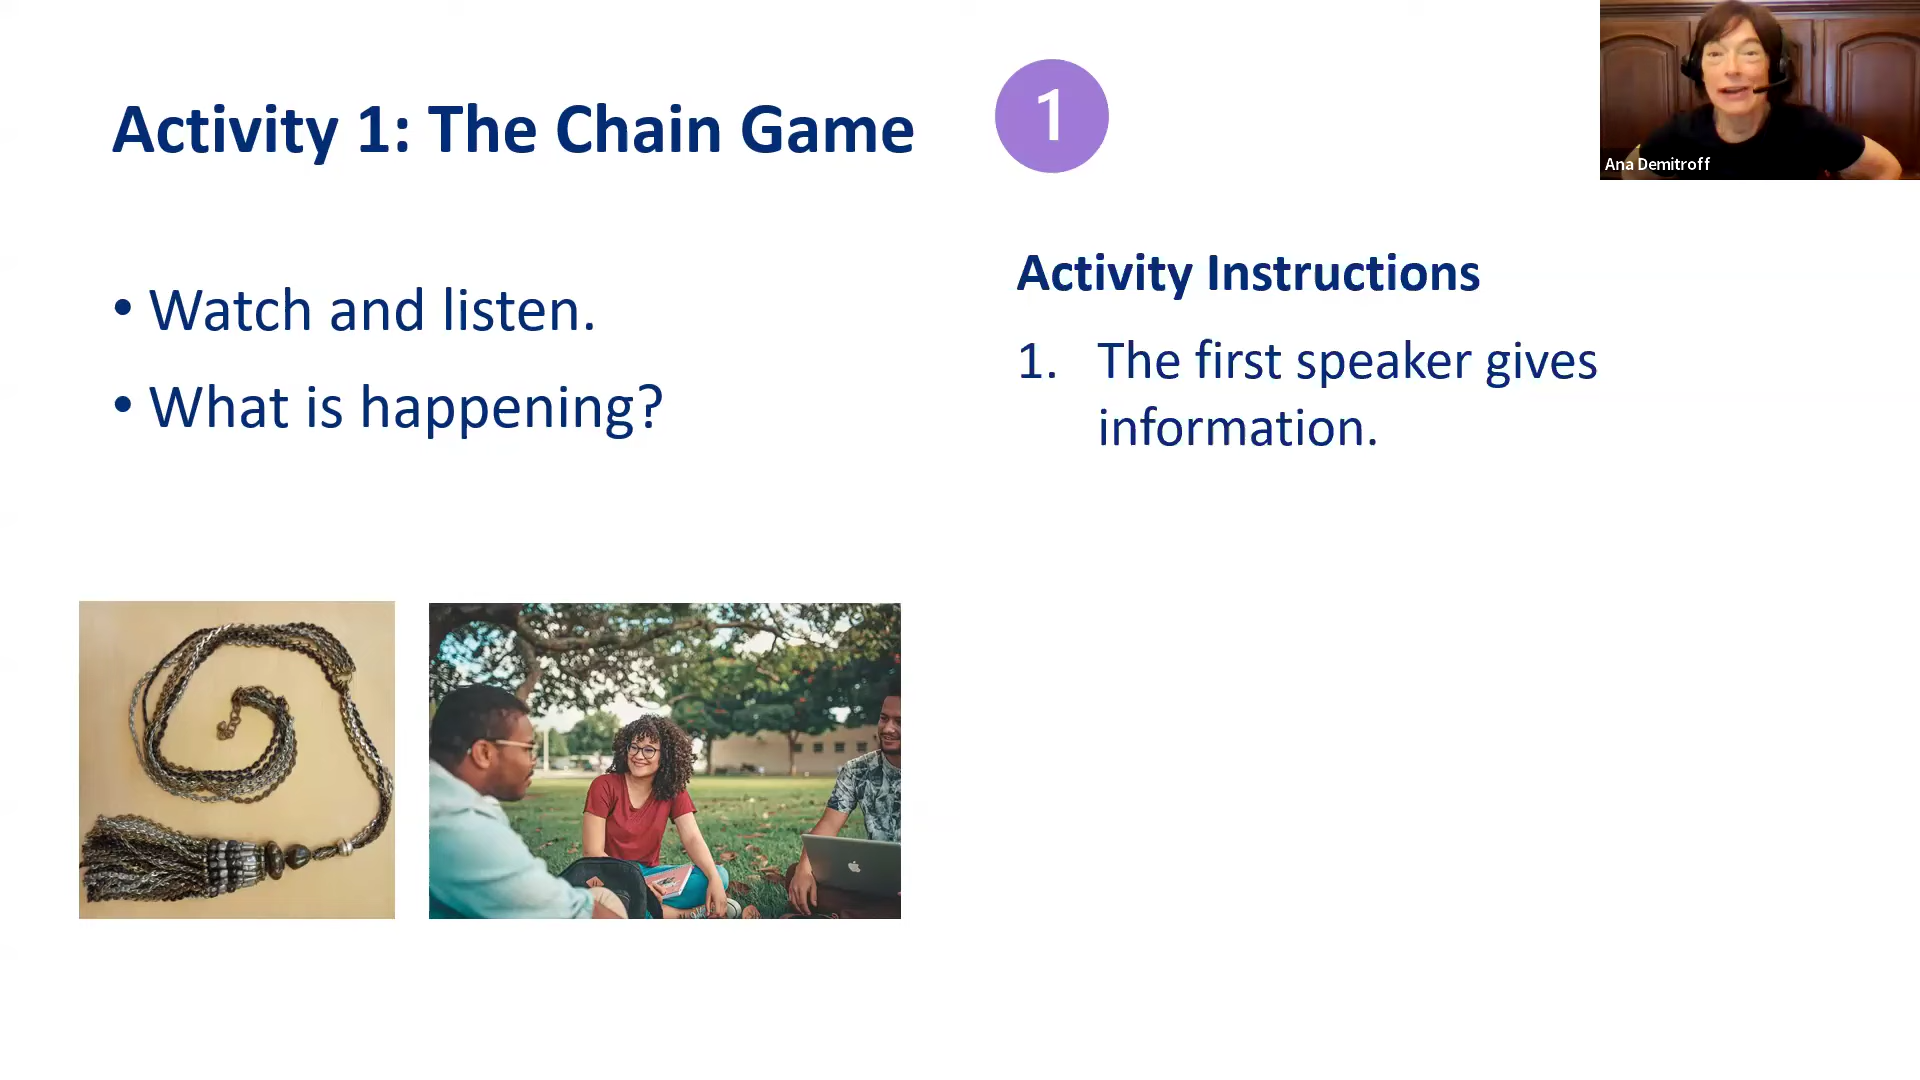 Activity 1: The Chain Game
1
Ana Demitroff
• Watch and listen.
• What is happening?
Activity Instructions
1. The first speaker gives
information.